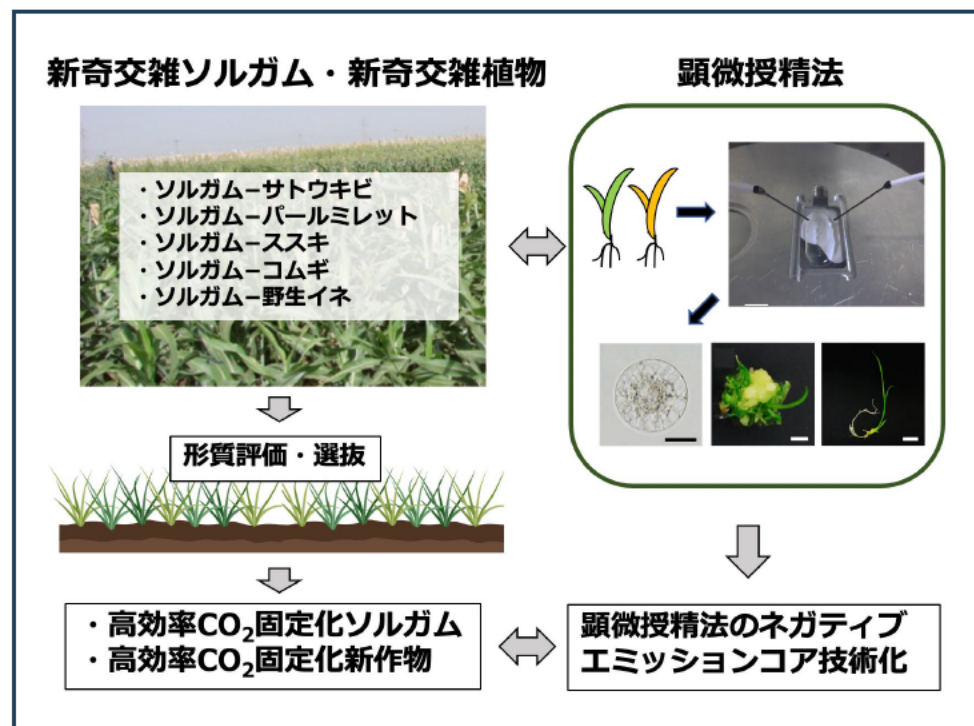 新奇交雑ソルガム・新奇交雑植物
・ソルガム–サトウキビ
・ソルガム–パールミレット
・ソルガム–ススキ
・ソルガム–コムギ
・ソルガム–野生イネ
形質評価・選抜
・高効率CO₂固定化ソルガム
・高効率CO₂固定化新作物
顕微授精法
顕微授精法のネガティブ
エミッションコア技術化